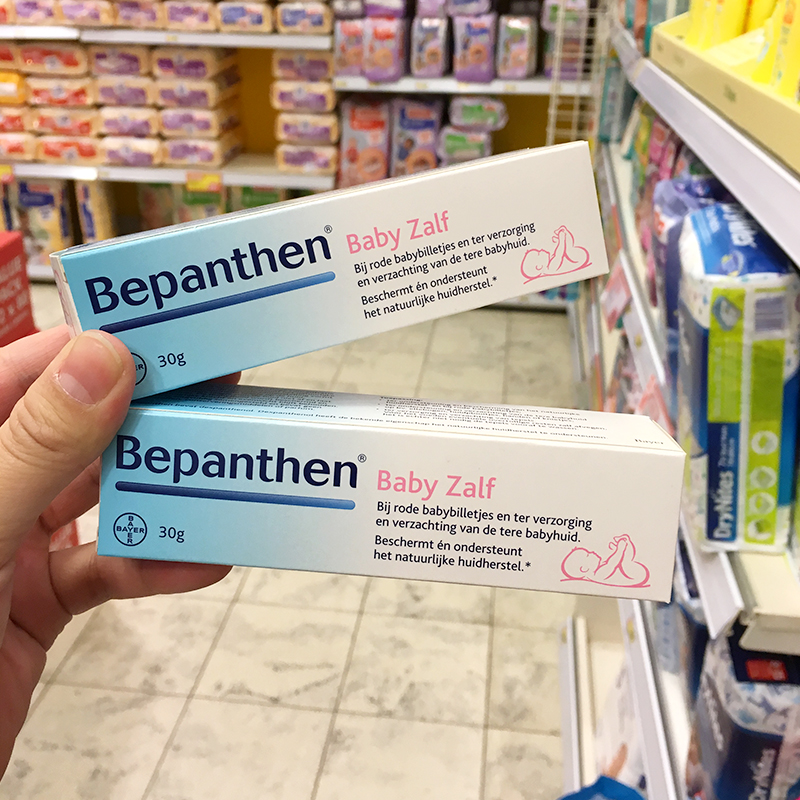 Bepanthen®
Baby Zalf
Bij rode babybilletjes en ter verzorging
en verzachting van de tere babyhuid.
Beschermt én ondersteunt
het natuurlijke huidherstel.*
30g
Bepanthen®
Baby Zalf
Bij rode babybilletjes en ter verzorging
en verzachting van de tere babyhuid.
Beschermt én ondersteunt
het natuurlijke huidherstel.*
BAYER
30g
DryNites